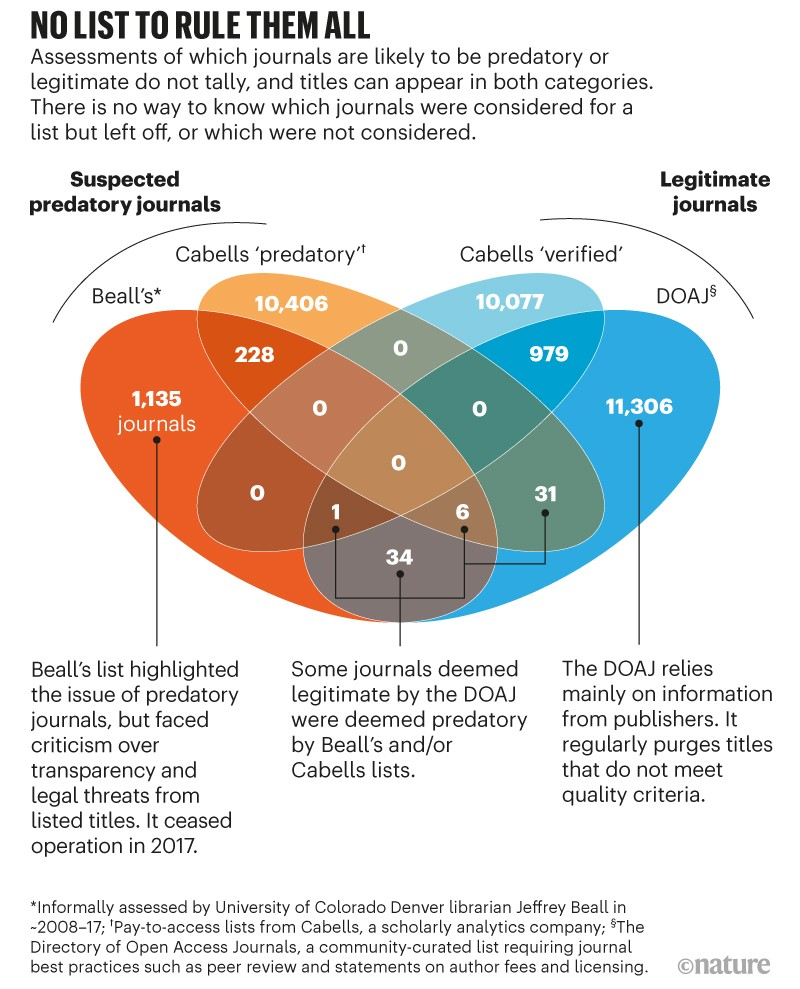 NO LIST TO RULE THEM ALL
Assessments of which journals are likely to be predatory or
legitimate do not tally, and titles can appear in both categories.
There is no way to know which journals were considered for a
list but left off, or which were not considered.
Suspected
predatory journals
Legitimate
journals
Cabells ‘predatory’†
Cabells ‘verified’
Beall’s*
DOAJ§
10,406
10,077
228
0
979
1,135
journals
0
0
11,306
0
0
1
6
31
34
Beall’s list highlighted
the issue of predatory
journals, but faced
criticism over
transparency and
legal threats from
listed titles. It ceased
operation in 2017.
Some journals deemed
legitimate by the DOAJ
were deemed predatory
by Beall’s and/or
Cabells lists.
The DOAJ relies
mainly on information
from publishers. It
regularly purges titles
that do not meet
quality criteria.
*Informally assessed by University of Colorado Denver librarian Jeffrey Beall in
~2008–17; †Pay-to-access lists from Cabells, a scholarly analytics company; §The
Directory of Open Access Journals, a community-curated list requiring journal
best practices such as peer review and statements on author fees and licensing.
©nature